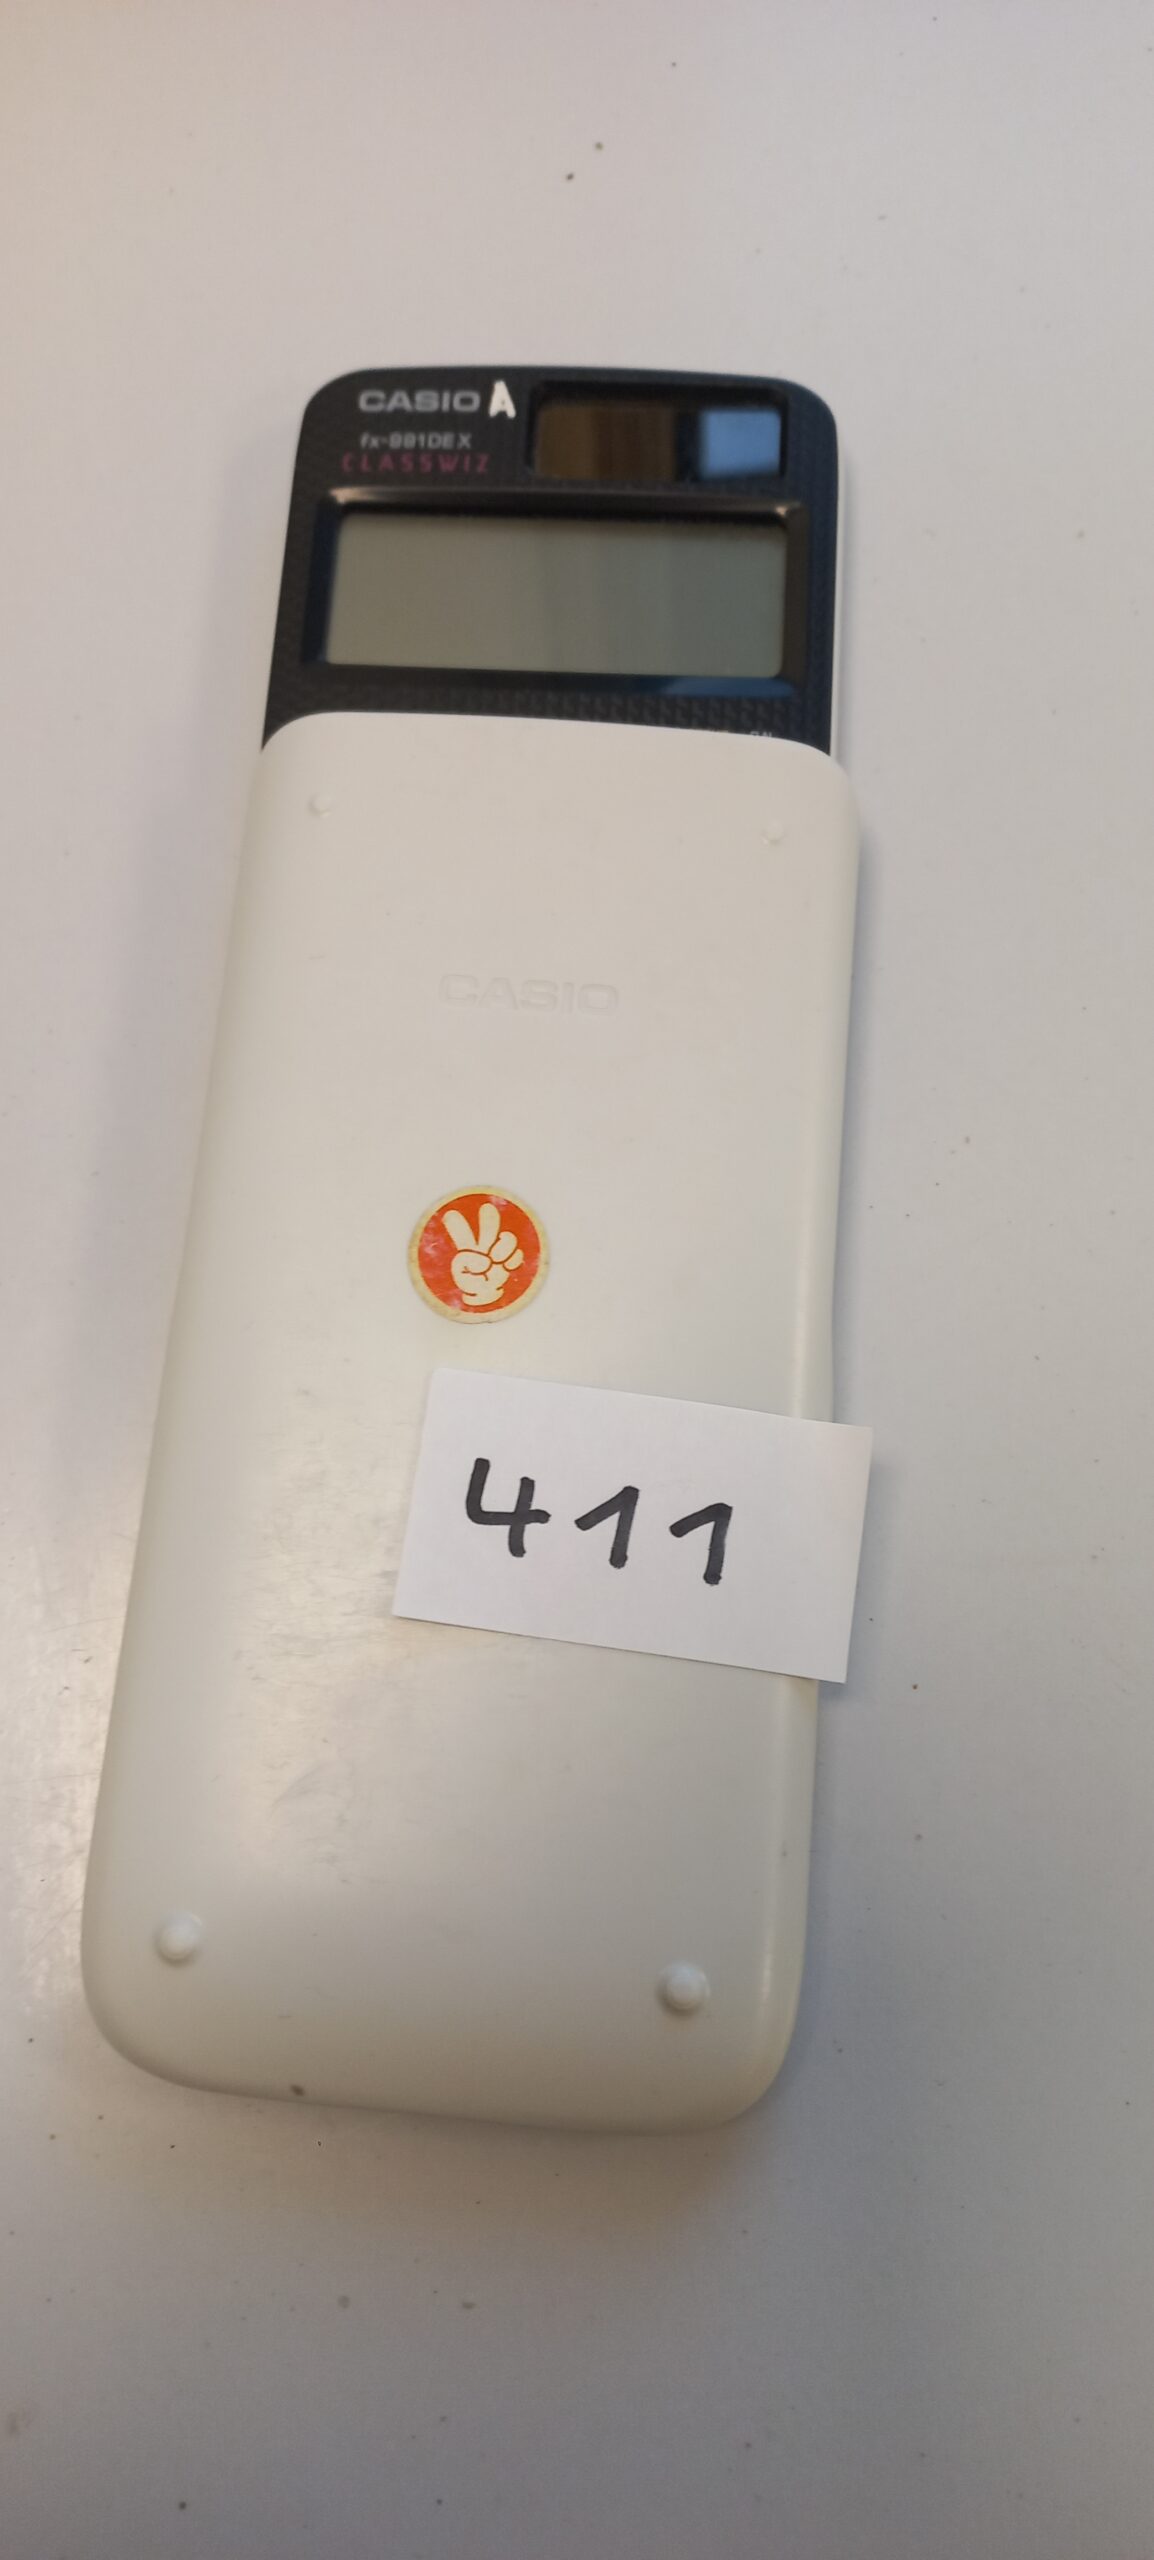 CASIO A
fx-991DEX
CLASSWIZ
CASIO
411